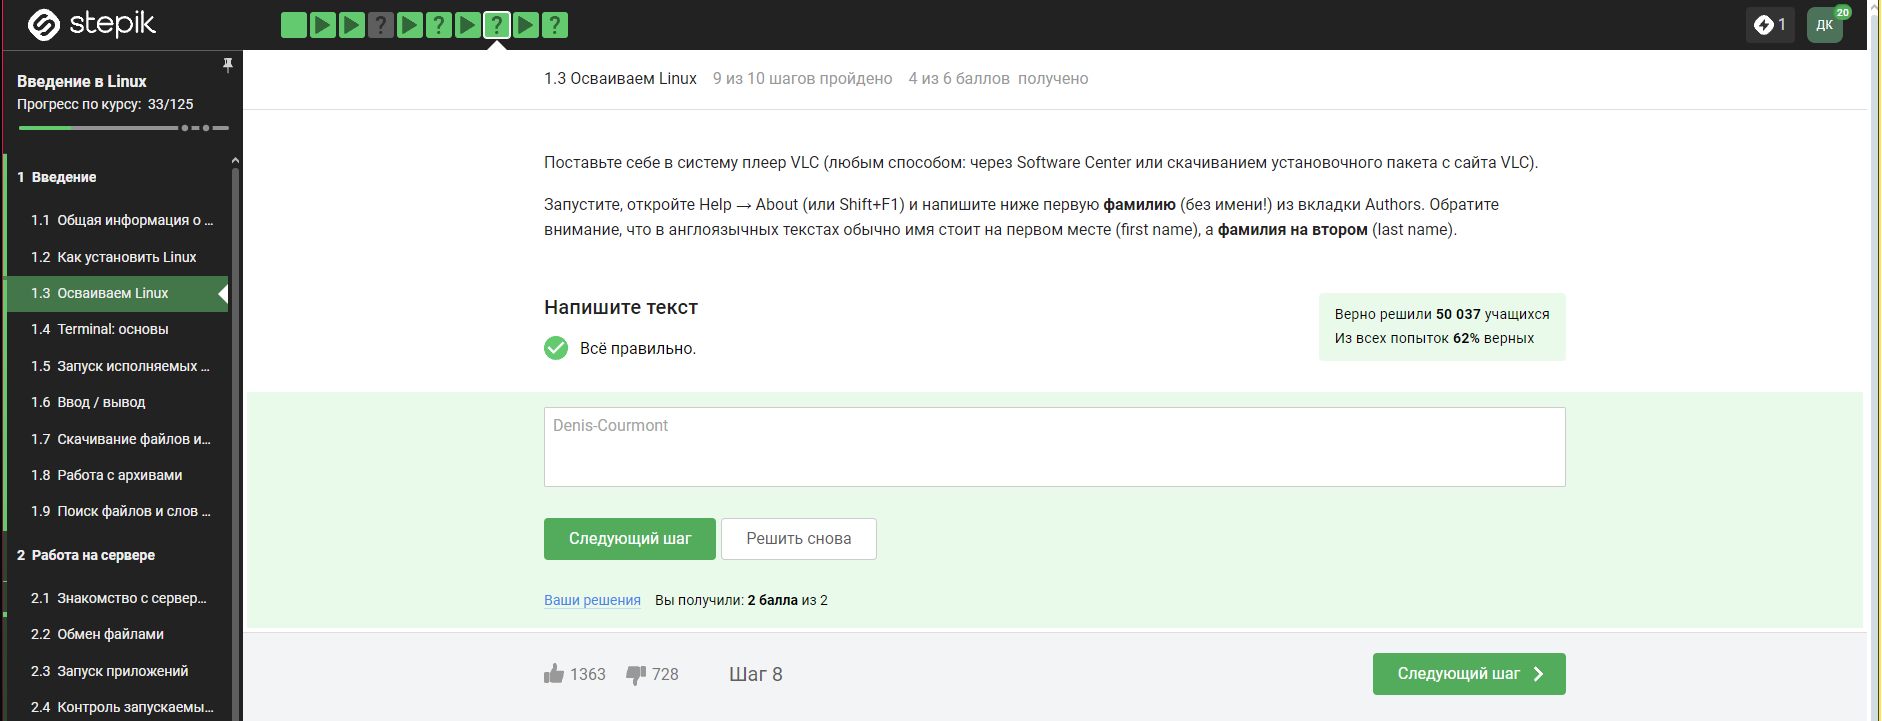 stepik
?
?
?
?
1
ДК
20
Введение в Linux
Прогресс по курсу: 33/125
1 Введение
1.1 Общая информация о ...
1.2 Как установить Linux
1.3 Осваиваем Linux
1.4 Terminal: основы
1.5 Запуск исполняемых ...
1.6 Ввод / вывод
1.7 Скачивание файлов и...
1.8 Работа с архивами
1.9 Поиск файлов и слов ...
2 Работа на сервере
2.1 Знакомство с сервер...
2.2 Обмен файлами
2.3 Запуск приложений
2.4 Контроль запускаемы...
1.3 Осваиваем Linux 9 из 10 шагов пройдено 4 из 6 баллов получено
Поставьте себе в систему плеер VLC (любым способом: через Software Center или скачиванием установочного пакета с сайта VLC).
Запустите, откройте Help → About (или Shift+F1) и напишите ниже первую фамилию (без имени!) из вкладки Authors. Обратите
внимание, что в англоязычных текстах обычно имя стоит на первом месте (first name), а фамилия на втором (last name).
Напишите текст
Всё правильно.
Верно решили 50 037 учащихся
Из всех попыток 62% верных
Denis-Courmont
Следующий шаг
Решить снова
Ваши решения Вы получили: 2 балла из 2
1363 728 Шаг 8
Следующий шаг